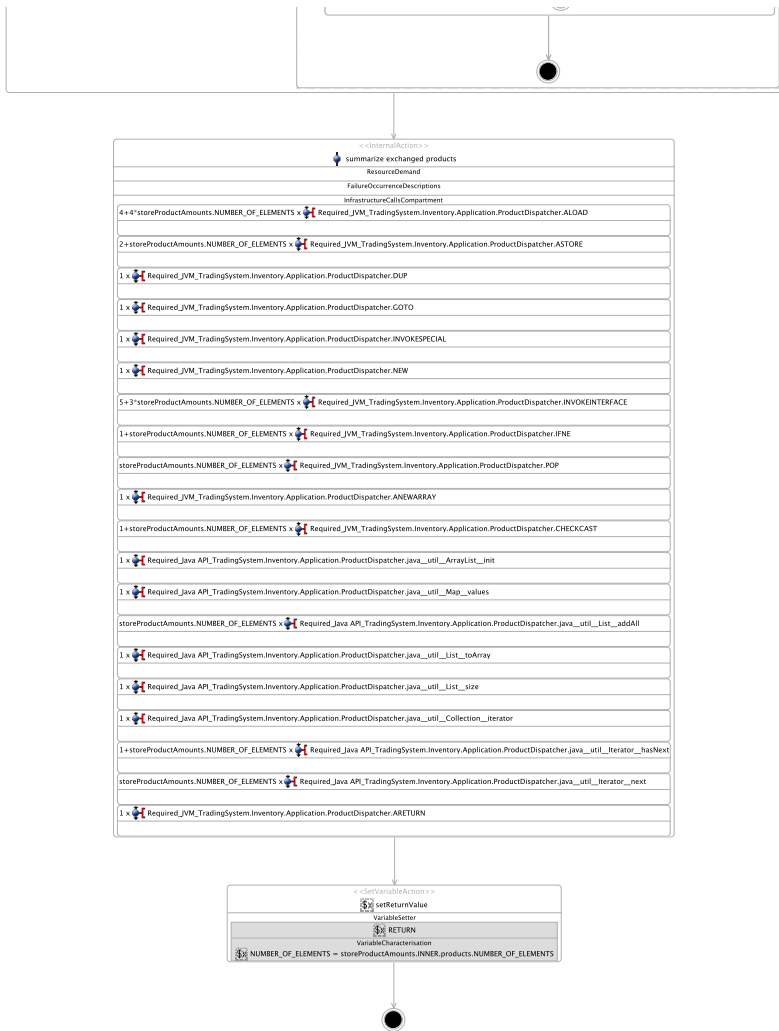 <<InternalAction>>
summarize exchanged products
ResourceDemand
FailureOccurrenceDescriptions
InfrastructureCallsCompartment
4+4*storeProductAmounts.NUMBER_OF_ELEMENTS x Required_JVM_TradingSystem.Inventory.Application.ProductDispatcher.ALOAD
2+storeProductAmounts.NUMBER_OF_ELEMENTS x Required_JVM_TradingSystem.Inventory.Application.ProductDispatcher.ASTORE
1 x Required_JVM_TradingSystem.Inventory.Application.ProductDispatcher.DUP
1 x Required_JVM_TradingSystem.Inventory.Application.ProductDispatcher.GOTO
1 x Required_JVM_TradingSystem.Inventory.Application.ProductDispatcher.INVOKESPECIAL
1 x Required_JVM_TradingSystem.Inventory.Application.ProductDispatcher.NEW
5+3*storeProductAmounts.NUMBER_OF_ELEMENTS x Required_JVM_TradingSystem.Inventory.Application.ProductDispatcher.INVOKEINTERFACE
1+storeProductAmounts.NUMBER_OF_ELEMENTS x Required_JVM_TradingSystem.Inventory.Application.ProductDispatcher.IFNE
storeProductAmounts.NUMBER_OF_ELEMENTS x Required_JVM_TradingSystem.Inventory.Application.ProductDispatcher.POP
1 x Required_JVM_TradingSystem.Inventory.Application.ProductDispatcher.ANEWARRAY
1+storeProductAmounts.NUMBER_OF_ELEMENTS x Required_JVM_TradingSystem.Inventory.Application.ProductDispatcher.CHECKCAST
1 x Required_Java API_TradingSystem.Inventory.Application.ProductDispatcher.java__util__ArrayList__init
1 x Required_Java API_TradingSystem.Inventory.Application.ProductDispatcher.java__util__Map__values
storeProductAmounts.NUMBER_OF_ELEMENTS x Required_Java API_TradingSystem.Inventory.Application.ProductDispatcher.java__util__List__addAll
1 x Required_Java API_TradingSystem.Inventory.Application.ProductDispatcher.java__util__List__toArray
1 x Required_Java API_TradingSystem.Inventory.Application.ProductDispatcher.java__util__List__size
1 x Required_Java API_TradingSystem.Inventory.Application.ProductDispatcher.java__util__Collection__iterator
1+storeProductAmounts.NUMBER_OF_ELEMENTS x Required_Java API_TradingSystem.Inventory.Application.ProductDispatcher.java__util__Iterator__hasNext
storeProductAmounts.NUMBER_OF_ELEMENTS x Required_Java API_TradingSystem.Inventory.Application.ProductDispatcher.java__util__Iterator__next
1 x Required_JVM_TradingSystem.Inventory.Application.ProductDispatcher.ARETURN
<<SetVariableAction>>
$x setReturnValue
VariableSetter
$x RETURN
VariableCharacterisation
$x NUMBER_OF_ELEMENTS = storeProductAmounts.INNER.products.NUMBER_OF_ELEMENTS